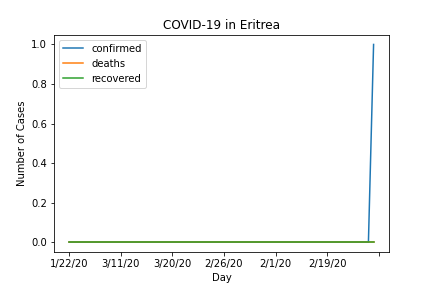 COVID-19 in Eritrea
confirmed
deaths
recovered
Number of Cases
1.0
0.8
0.6
0.4
0.2
0.0
1/22/20 3/11/20 3/20/20 2/26/20 2/1/20 2/19/20
Day